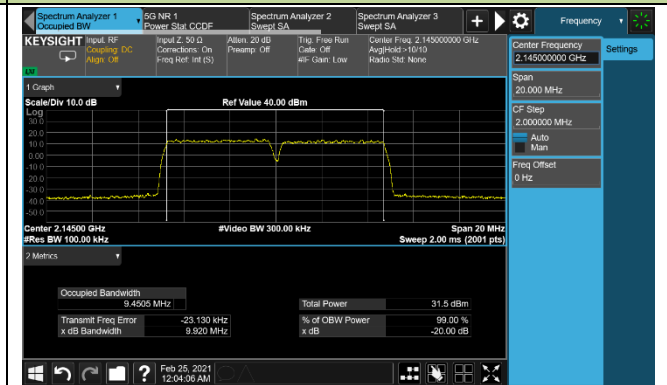 Spectrum Analyzer 1
Occupied BW
5G NR 1
Power Stat CCDF
Spectrum Analyzer 2
Swept SA
Spectrum Analyzer 3
Swept SA
+
Frequency
KEYSIGHT
Input: RF
Coupling: DC
Align: Off
Input Z: 50 Ω
Corrections: On
Freq Ref: Int (S)
Atten: 20 dB
Preamp: Off
Trig: Free Run
Gate: Off
#IF Gain: Low
Center Freq: 2.145000000 GHz
Avg|Hold:>10/10
Radio Std: None
Center Frequency
2.145000000 GHz
Settings
Span
20.000 MHz
CF Step
2.000000 MHz
Auto
Man
Freq Offset
0 Hz
LM
1 Graph
Scale/Div 10.0 dB
Ref Value 40.00 dBm
Log
30.0
20.0
10.0
0.00
-10.0
-20.0
-30.0
-40.0
-50.0
Center 2.14500 GHz
#Video BW 300.00 kHz
Span 20 MHz
#Res BW 100.00 kHz
Sweep 2.00 ms (2001 pts)
2 Metrics
Occupied Bandwidth
9.4505 MHz
Total Power
31.5 dBm
Transmit Freq Error
-23.130 kHz
% of OBW Power
99.00 %
x dB Bandwidth
9.920 MHz
x dB
-20.00 dB
?
Feb 25, 2021
12:04:06 AM